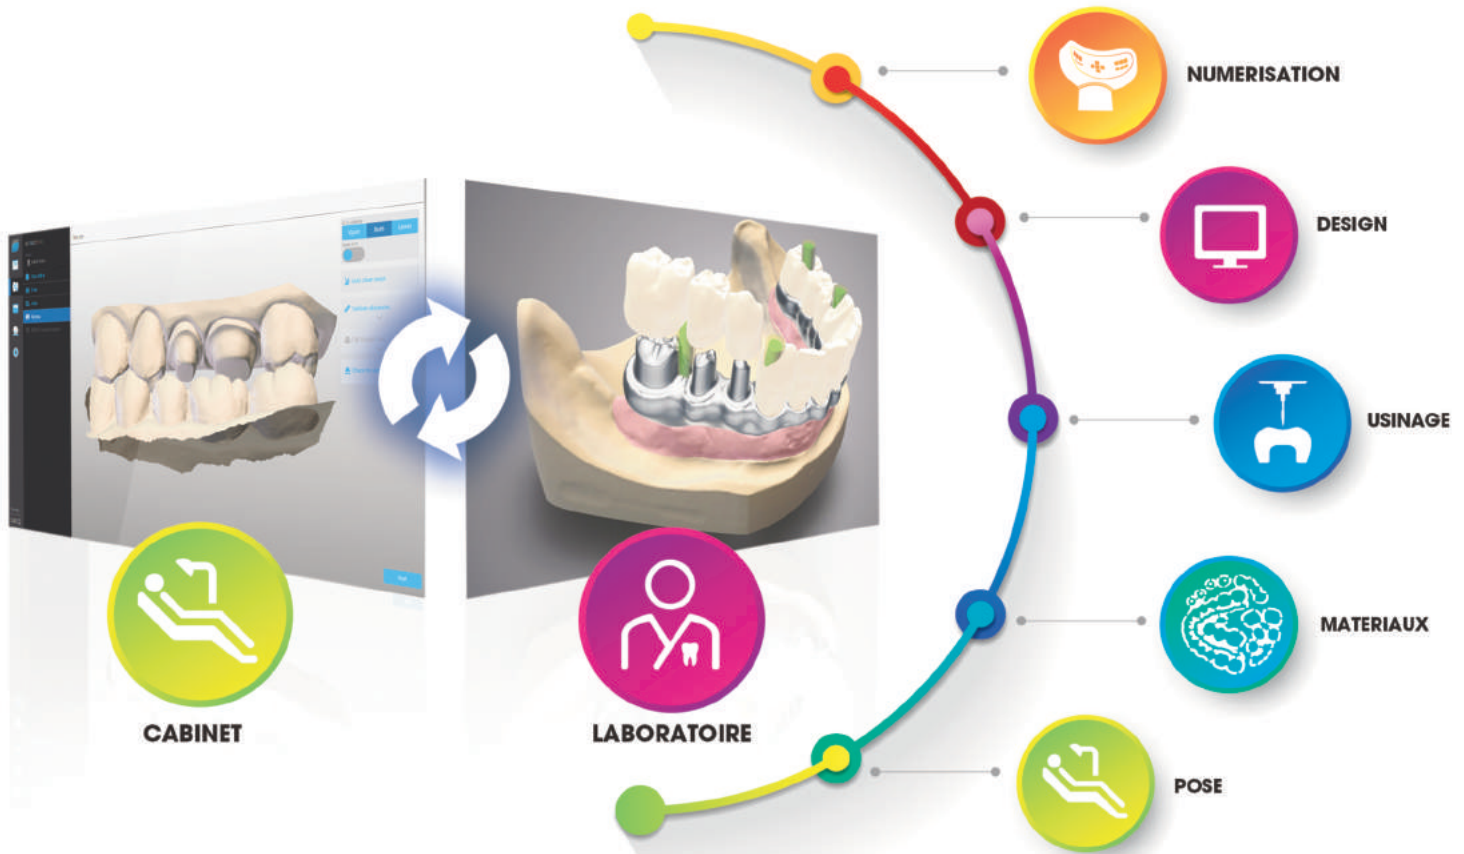 NUMERISATION
DESIGN
USINAGE
MATERIAUX
POSE
CABINET
LABORATOIRE